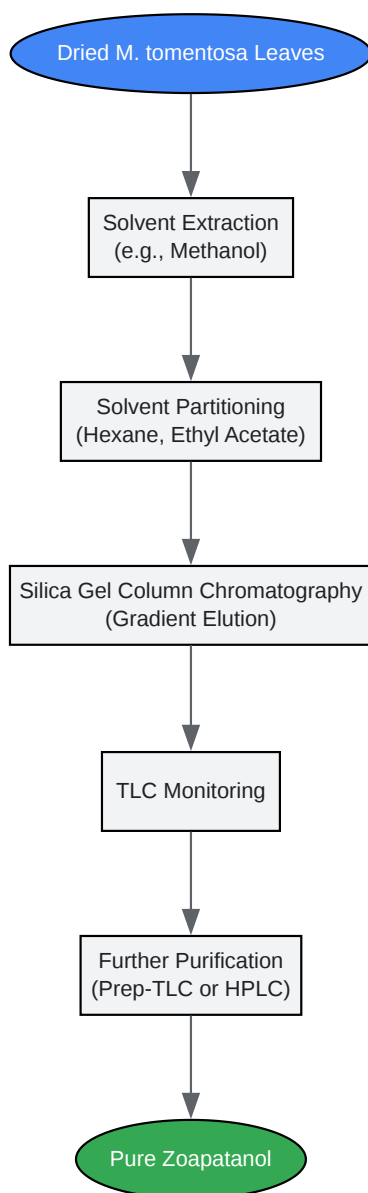 Dried M. tomentosa Leaves
Solvent Extraction
(e.g., Methanol)
Solvent Partitioning
(Hexane, Ethyl Acetate)
Silica Gel Column Chromatography
(Gradient Elution)
TLC Monitoring
Further Purification
(Prep-TLC or HPLC)
Pure Zoapatanol